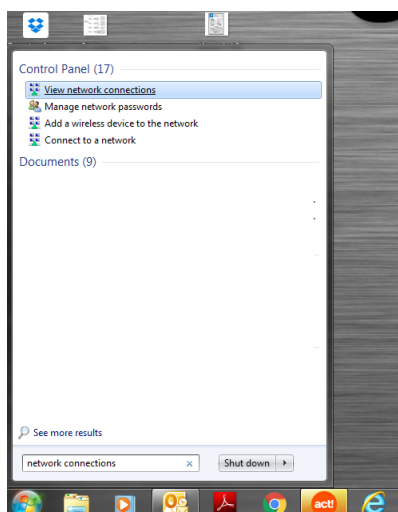 Control Panel (17)
View network connections
Manage network passwords
Add a wireless device to the network
Connect to a network
Documents (9)
See more results
network connections
Shut down
act!